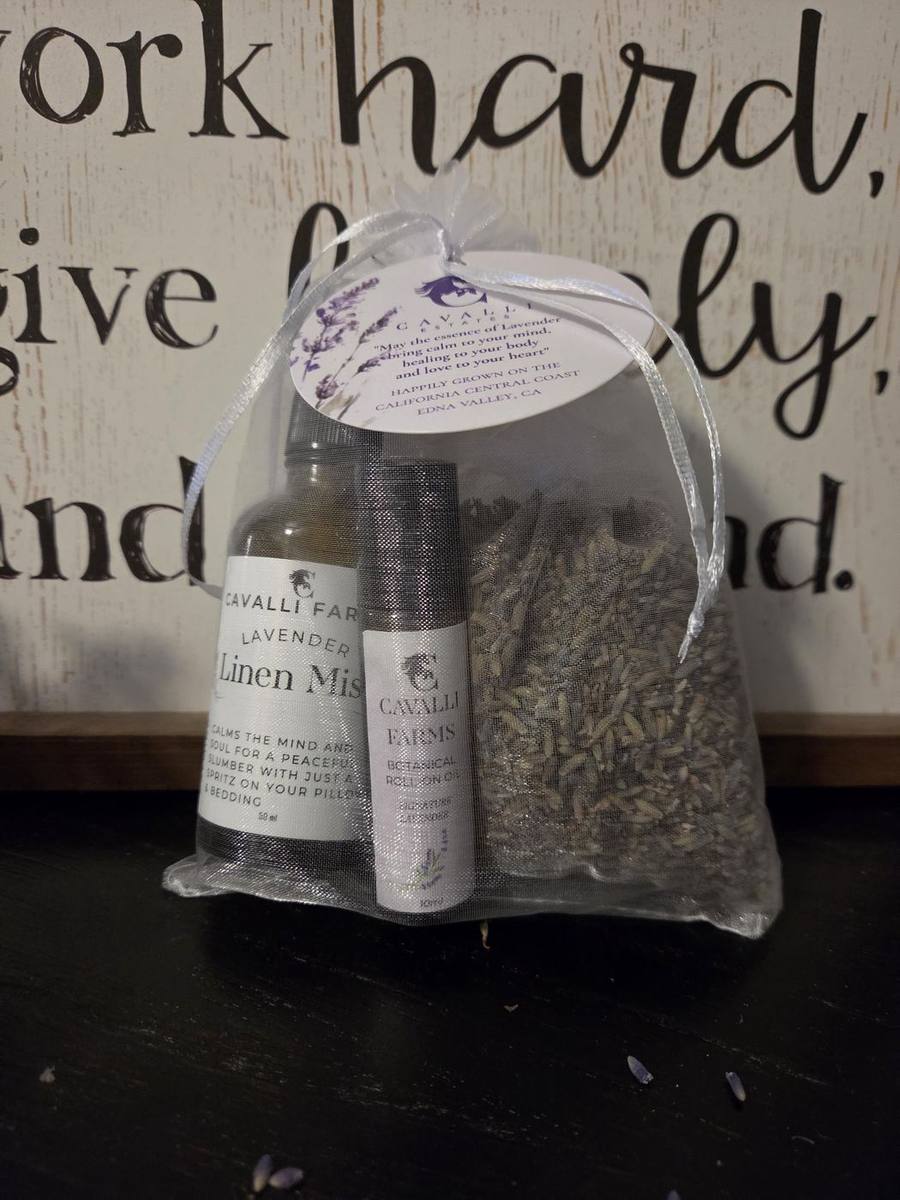 ork hard,
give ly,
and nd.
C
CAVALLI
ESTATES
"May the essence of Lavender
bring calm to your mind,
healing to your body
and love to your heart"
HAPPILY GROWN ON THE
CALIFORNIA CENTRAL COAST
EDNA VALLEY, CA
C
CAVALLI FAR
LAVENDER
Linen Mis
CALMS THE MIND AND
SOUL FOR A PEACEFUL
SLUMBER WITH JUST A
SPRITZ ON YOUR PILLO
& BEDDING
50 ml
C
CAVALLI
FARMS
BOTANICAL
ROLL ON OIL
SIGNATURE
LAVENDER
10ml